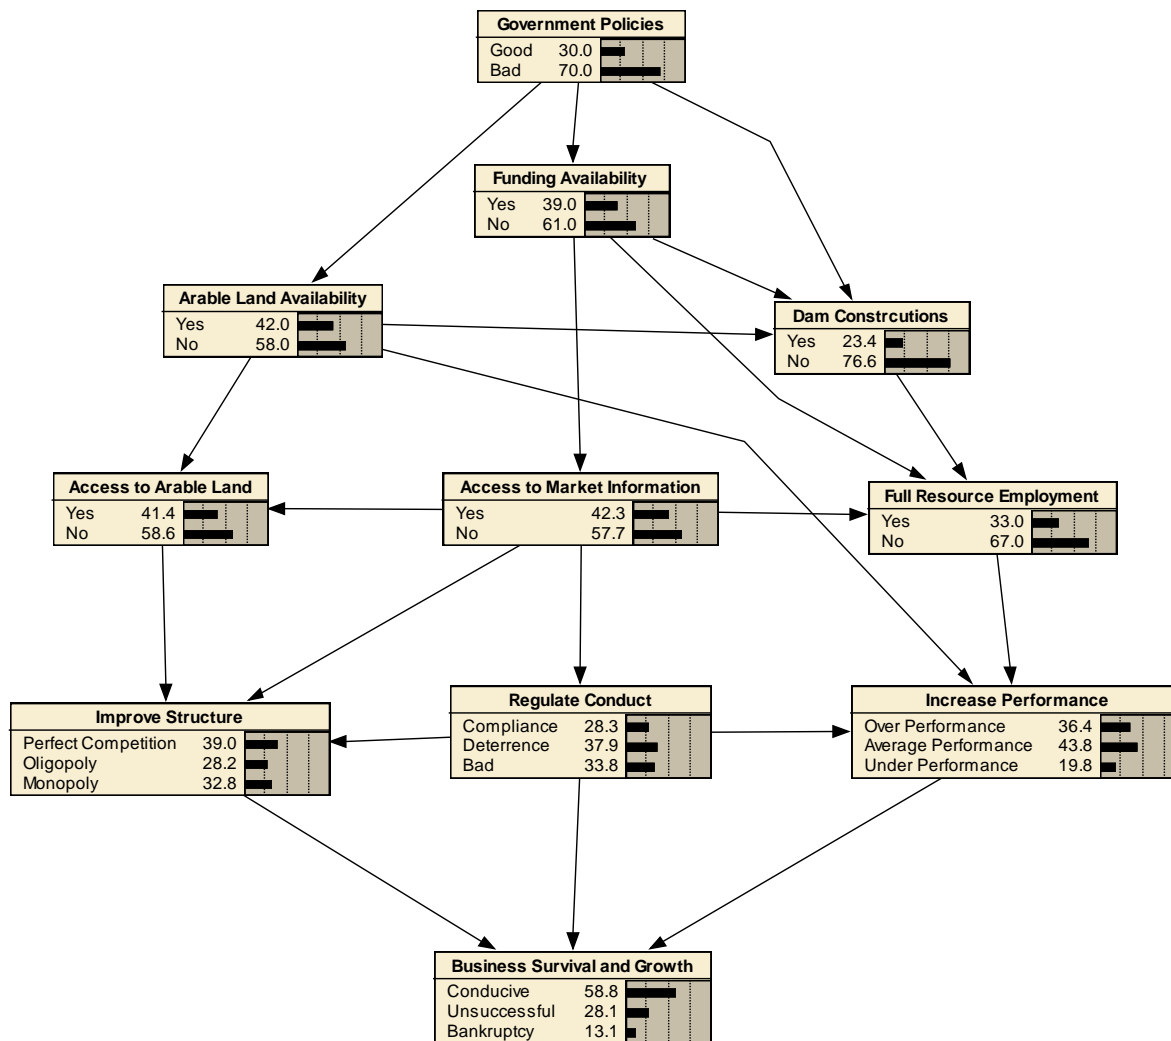 Government Policies
Good 30.0
Bad 70.0
Funding Availability
Yes 39.0
No 61.0
Arable Land Availability
Yes 42.0
No 58.0
Dam Constrcutions
Yes 23.4
No 76.6
Access to Arable Land
Yes 41.4
No 58.6
Access to Market Information
Yes 42.3
No 57.7
Full Resource Employment
Yes 33.0
No 67.0
Improve Structure
Perfect Competition 39.0
Oligopoly 28.2
Monopoly 32.8
Regulate Conduct
Compliance 28.3
Deterrence 37.9
Bad 33.8
Increase Performance
Over Performance 36.4
Average Performance 43.8
Under Performance 19.8
Business Survival and Growth
Conducive 58.8
Unsuccessful 28.1
Bankruptcy 13.1